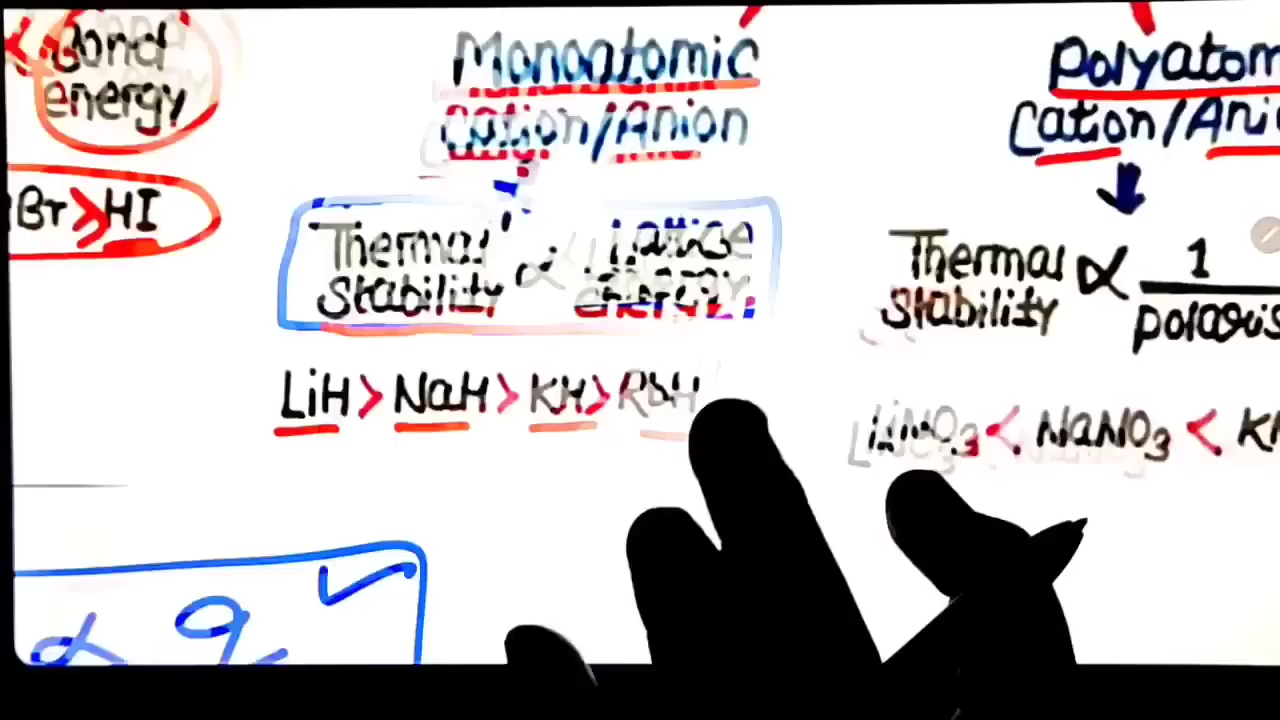 Bond
energy
Br > HI
Monoatomic
Cation/Anion
Thermal
Stability ∝ Lattice
energy
LiH > NaH > KH > RbH
Polyatom
Cation/Ani
Thermal
Stability ∝ 1
polaris
LiNO3 < NaNO3 < K
∝ q